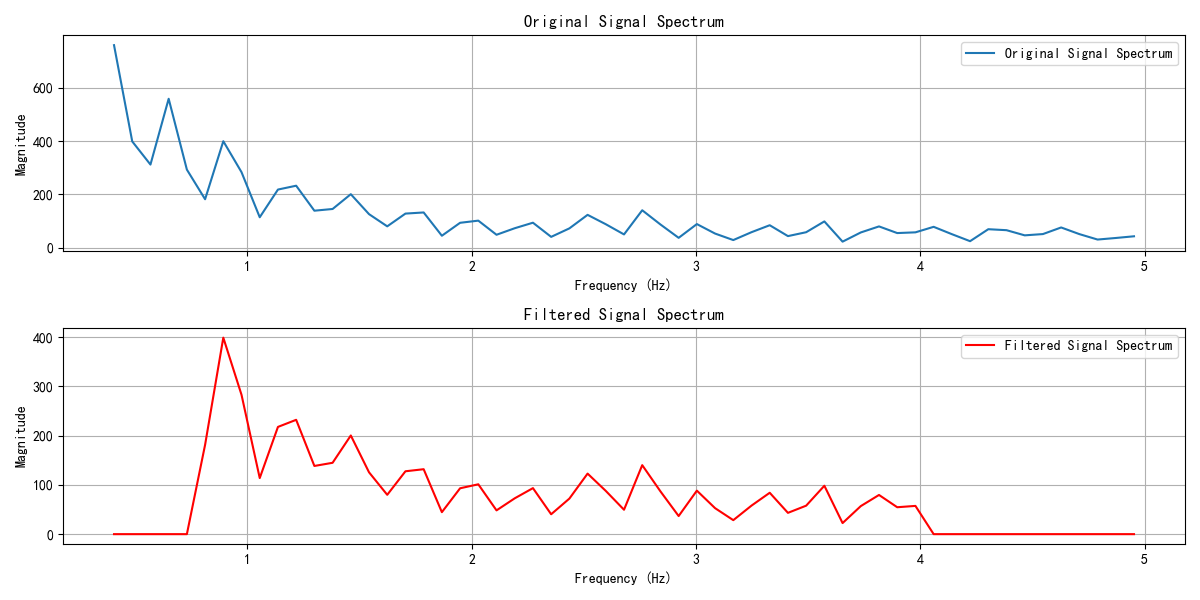 Original Signal Spectrum
Original Signal Spectrum
Magnitude
600
400
200
0
1 2 3 4 5
Frequency (Hz)
Filtered Signal Spectrum
Filtered Signal Spectrum
Magnitude
400
300
200
100
0
1 2 3 4 5
Frequency (Hz)